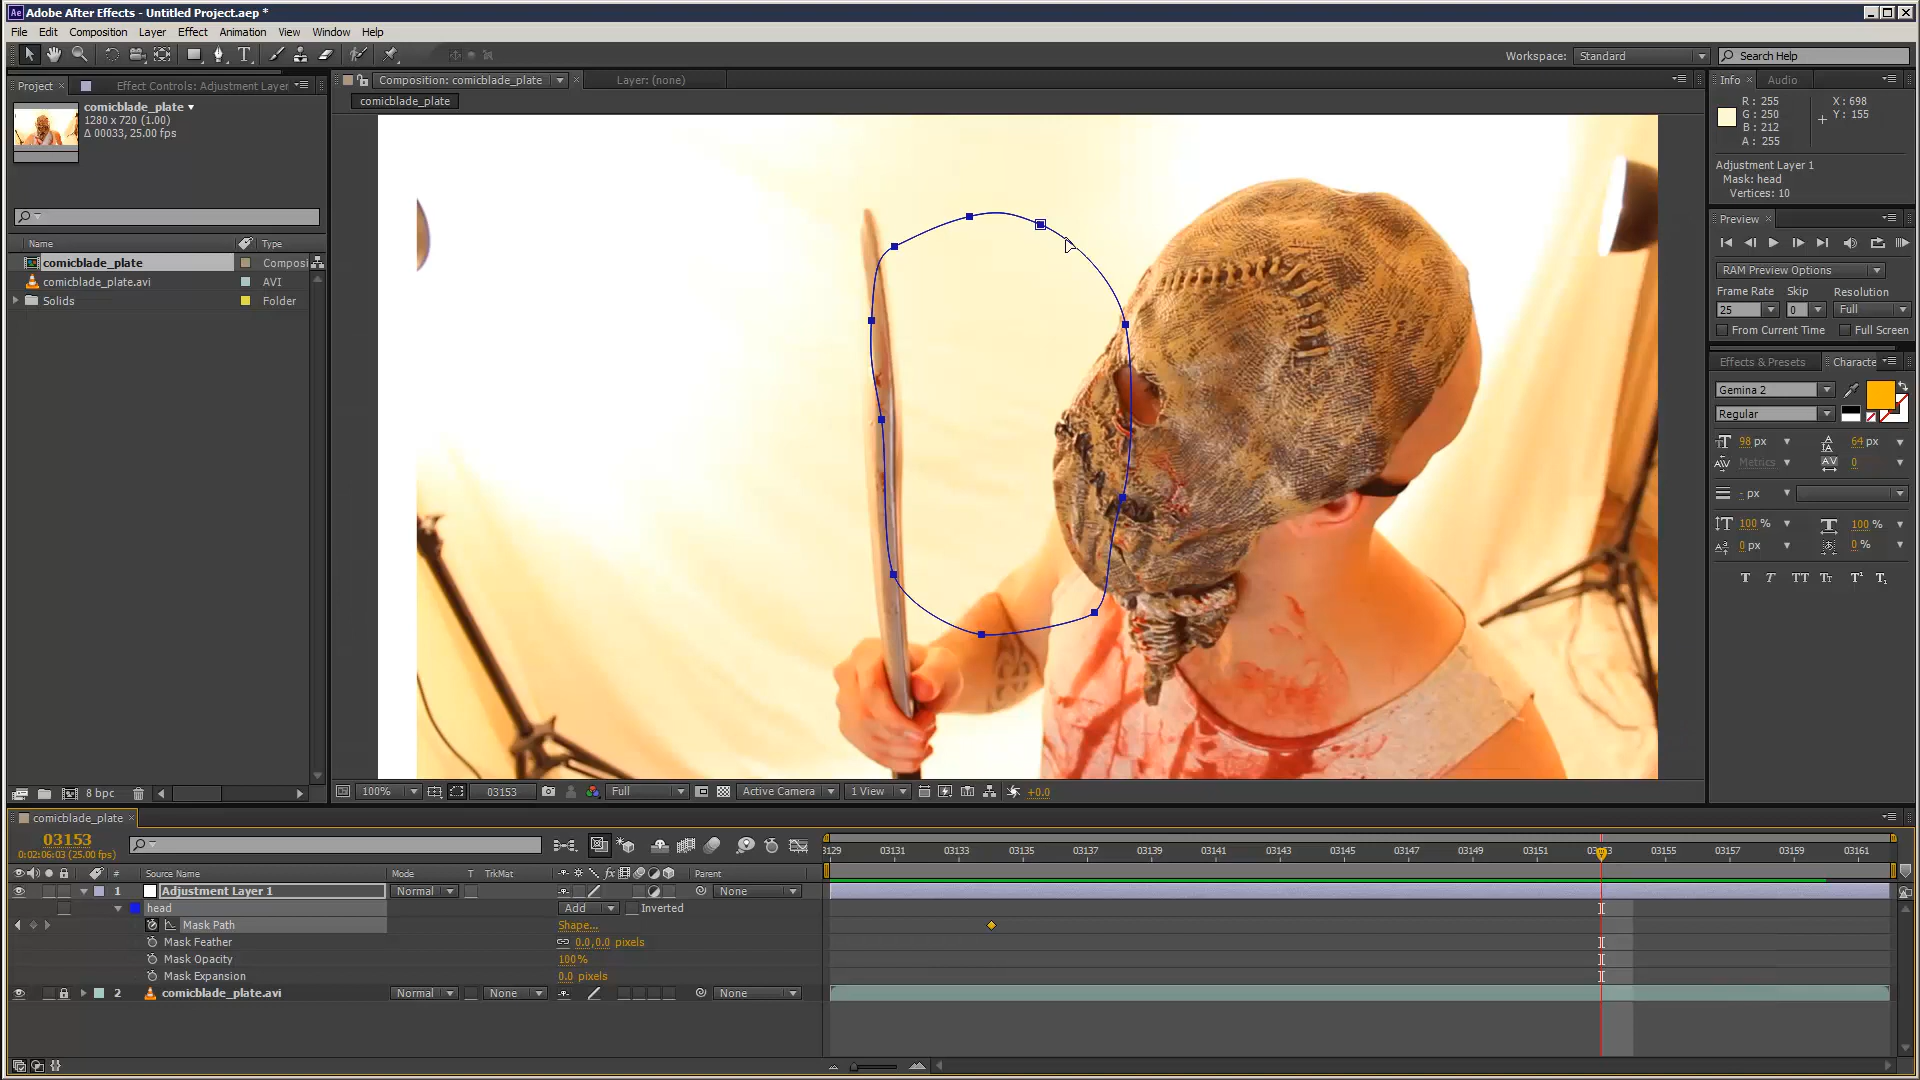 Ae Adobe After Effects - Untitled Project.aep *
File Edit Composition Layer Effect Animation View Window Help
Workspace: Standard Search Help
Project Effect Controls: Adjustment Layer
Composition: comicblade_plate Layer: (none)
Info Audio
comicblade_plate
1280 x 720 (1.00)
Δ 00033, 25.00 fps
comicblade_plate
R: 255
G: 250
B: 212
A: 255
X: 698
Y: 155
Adjustment Layer 1
Mask: head
Vertices: 10
Preview
Name Type
comicblade_plate Composi
comicblade_plate.avi AVI
Solids Folder
RAM Preview Options
Frame Rate Skip Resolution
25 0 Full
From Current Time Full Screen
Effects & Presets Characte
Gemina 2
Regular
98 px 64 px
Metrics 0
- px
100 % 100 %
0 px 0 %
T T TT Tт T¹ T₁
8 bpc
100% 03153 Full Active Camera 1 View +0.0
comicblade_plate
03153
0:02:06:03 (25.00 fps)
3129 03131 03133 03135 03137 03139 03141 03143 03145 03147 03149 03151 03153 03155 03157 03159 03161
# Source Name Mode T TrkMat Parent
1 Adjustment Layer 1 Normal None
head Add Inverted
Mask Path Shape...
Mask Feather 0.0,0.0 pixels
Mask Opacity 100%
Mask Expansion 0.0 pixels
2 comicblade_plate.avi Normal None None